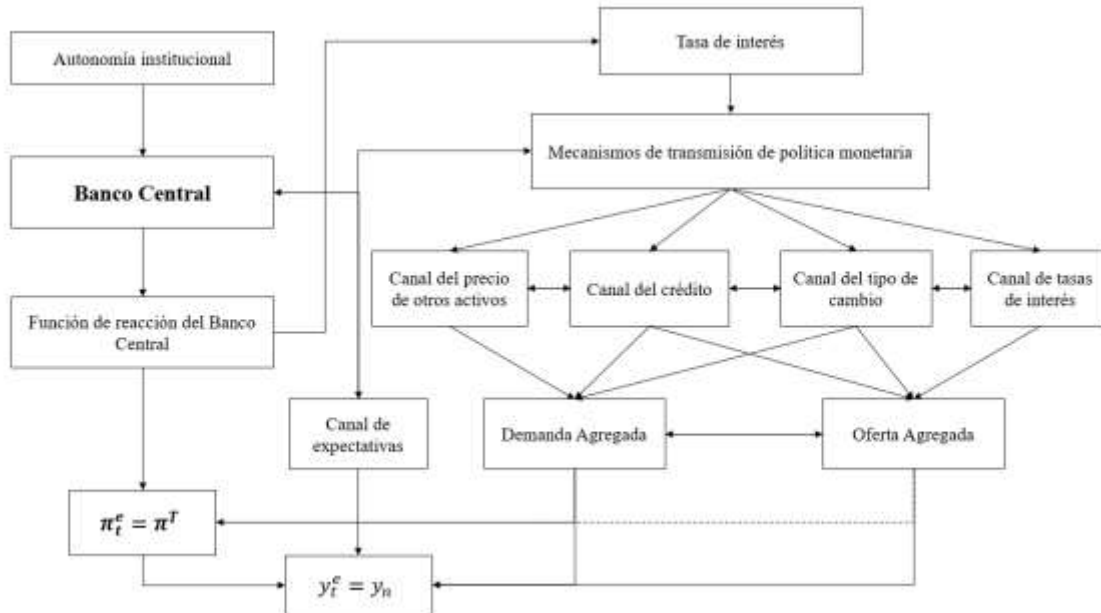 Autonomía institucional
Tasa de interés
Mecanismos de transmisión de política monetaria
Banco Central
Canal del precio
de otros activos
Canal del crédito
Canal del tipo de
cambio
Canal de tasas
de interés
Función de reacción del Banco
Central
Canal de
expectativas
Demanda Agregada
Oferta Agregada
π_t^e = π^T
y_t^e = y_n